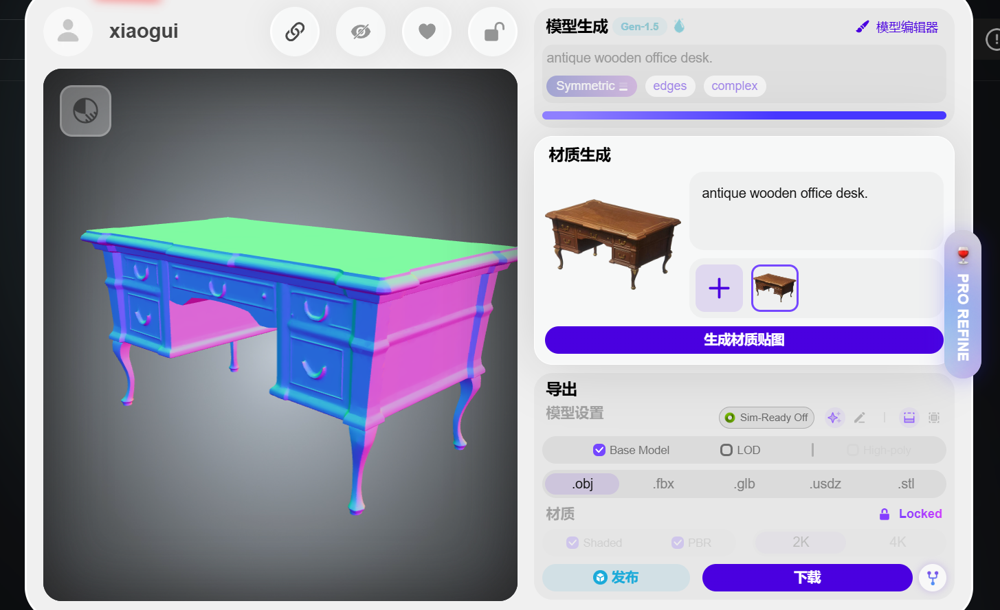 xiaogui
模型生成 Gen-1.5
模型编辑器
antique wooden office desk.
Symmetric edges complex
材质生成
antique wooden office desk.
生成材质贴图
PRO REFINE
导出
模型设置
Sim-Ready Off
Base Model LOD High-poly
.obj .fbx .glb .usdz .stl
材质
Locked
Shaded PBR 2K 4K
发布
下载